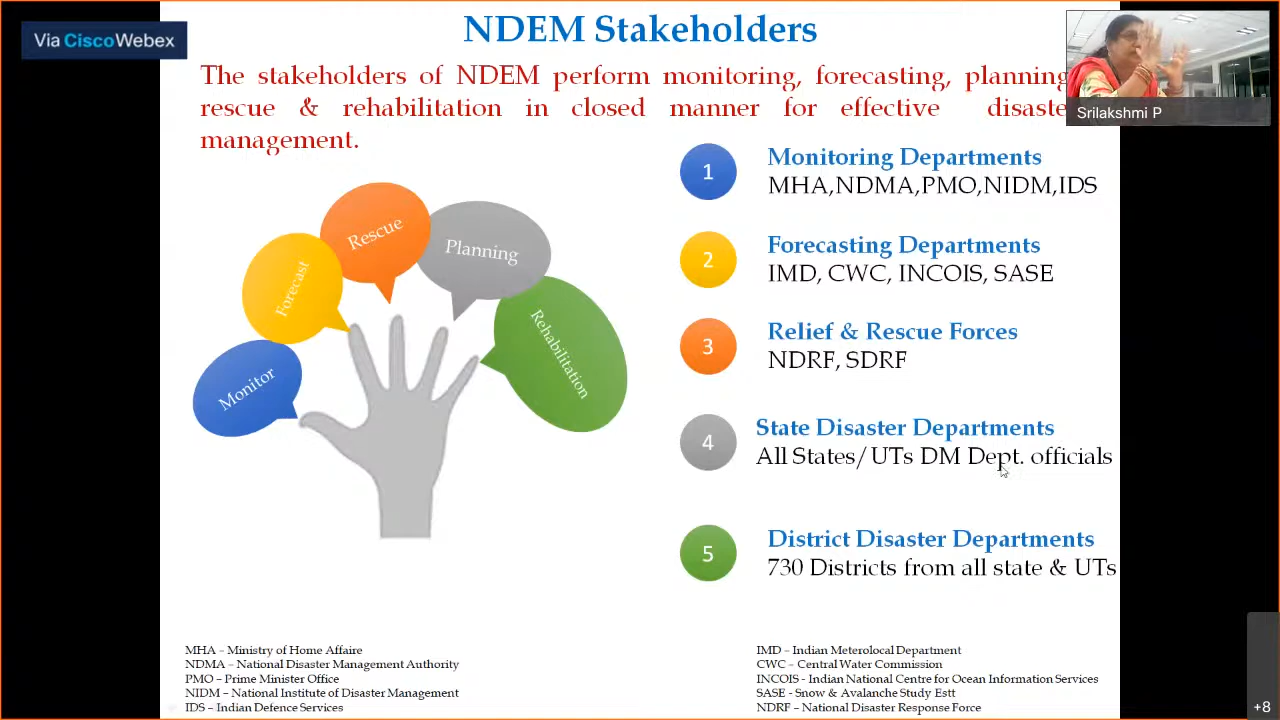 Via CiscoWebex
NDEM Stakeholders
The stakeholders of NDEM perform monitoring, forecasting, planning
rescue & rehabilitation in closed manner for effective disaste
management.
Srilakshmi P
Monitor
Forecast
Rescue
Planning
Rehabilitation
1
Monitoring Departments
MHA,NDMA,PMO,NIDM,IDS
2
Forecasting Departments
IMD, CWC, INCOIS, SASE
3
Relief & Rescue Forces
NDRF, SDRF
4
State Disaster Departments
All States/UTs DM Dept. officials
5
District Disaster Departments
730 Districts from all state & UTs
MHA – Ministry of Home Affaire
NDMA – National Disaster Management Authority
PMO – Prime Minister Office
NIDM – National Institute of Disaster Management
IDS – Indian Defence Services
IMD – Indian Meterolocal Department
CWC – Central Water Commission
INCOIS - Indian National Centre for Ocean Information Services
SASE - Snow & Avalanche Study Estt
NDRF – National Disaster Response Force
+8